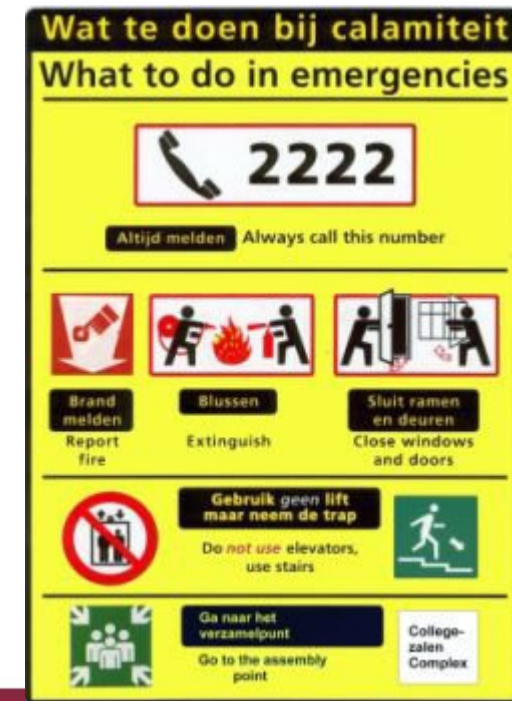 Wat te doen bij calamiteit
What to do in emergencies
2222
Altijd melden Always call this number
Brand
melden
Report
fire
Blussen
Extinguish
Sluit ramen
en deuren
Close windows
and doors
Gebruik geen lift
maar neem de trap
Do not use elevators,
use stairs
Ga naar het
verzamelpunt
Go to the assembly
point
College-
zalen
Complex